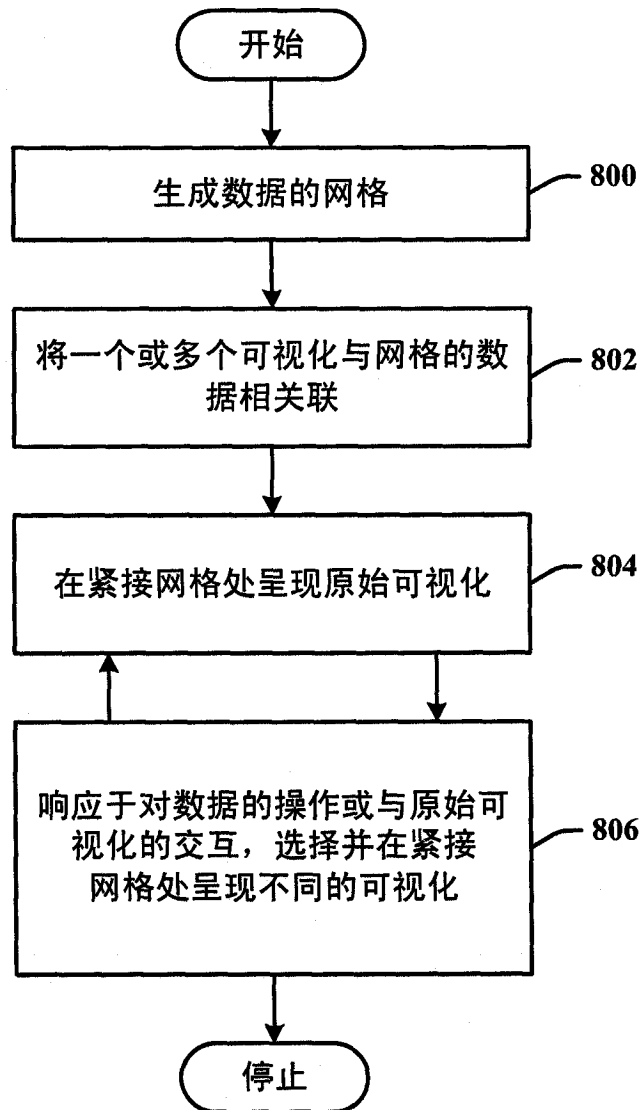 开始
生成数据的网格
800
将一个或多个可视化与网格的数
据相关联
802
在紧接网格处呈现原始可视化
804
响应于对数据的操作或与原始可
视化的交互，选择并在紧接
网格处呈现不同的可视化
806
停止